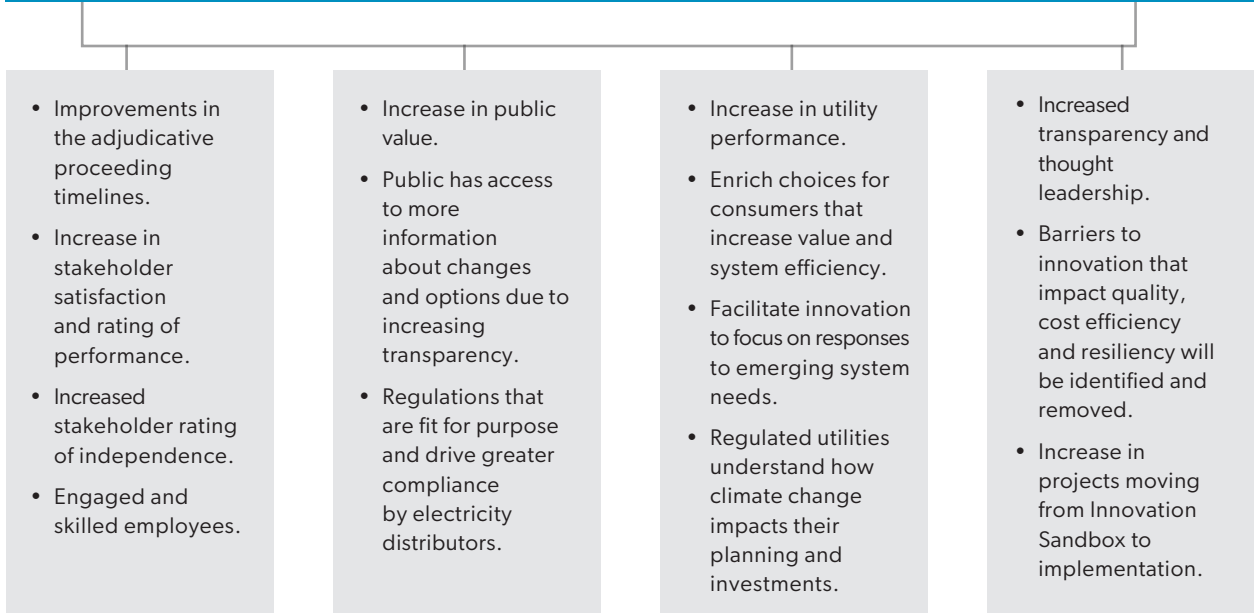 • Improvements in
the adjudicative
proceeding
timelines.
• Increase in
stakeholder
satisfaction
and rating of
performance.
• Increased
stakeholder rating
of independence.
• Engaged and
skilled employees.
• Increase in public
value.
• Public has access
to more
information
about changes
and options due to
increasing
transparency.
• Regulations that
are fit for purpose
and drive greater
compliance
by electricity
distributors.
• Increase in utility
performance.
• Enrich choices for
consumers that
increase value and
system efficiency.
• Facilitate innovation
to focus on responses
to emerging system
needs.
• Regulated utilities
understand how
climate change
impacts their
planning and
investments.
• Increased
transparency and
thought
leadership.
• Barriers to
innovation that
impact quality,
cost efficiency
and resiliency will
be identified and
removed.
• Increase in
projects moving
from Innovation
Sandbox to
implementation.